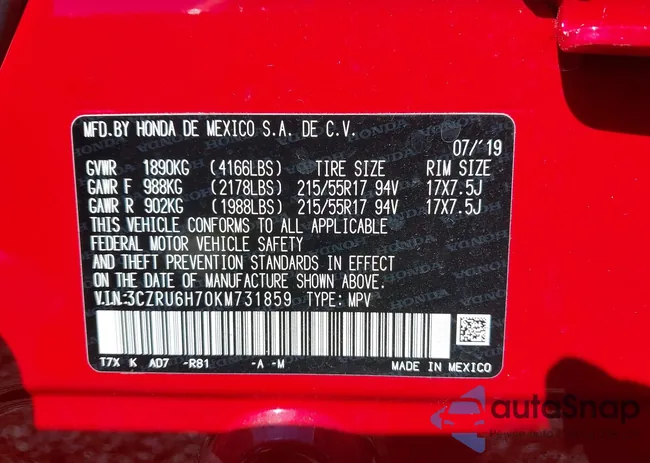 MFD.BY HONDA DE MEXICO S.A. DE C.V.
07/'19
GVWR 1890KG (4166LBS) TIRE SIZE RIM SIZE
GAWR F 988KG (2178LBS) 215/55R17 94V 17X7.5J
GAWR R 902KG (1988LBS) 215/55R17 94V 17X7.5J
THIS VEHICLE CONFORMS TO ALL APPLICABLE
FEDERAL MOTOR VEHICLE SAFETY
AND THEFT PREVENTION STANDARDS IN EFFECT
ON THE DATE OF MANUFACTURE SHOWN ABOVE.
V.I.N:3CZRU6H70KM731859 TYPE: MPV
T7X K AD7 -R81 -A -M
MADE IN MEXICO
autoSnap